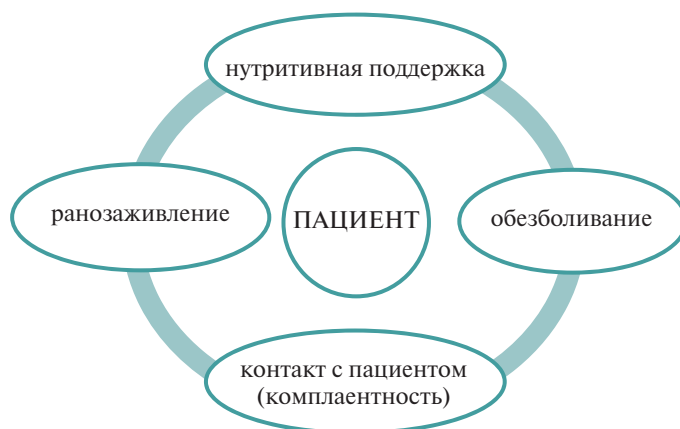 нутритивная поддержка
ранозаживление
ПАЦИЕНТ
обезболивание
контакт с пациентом
(комплаентность)